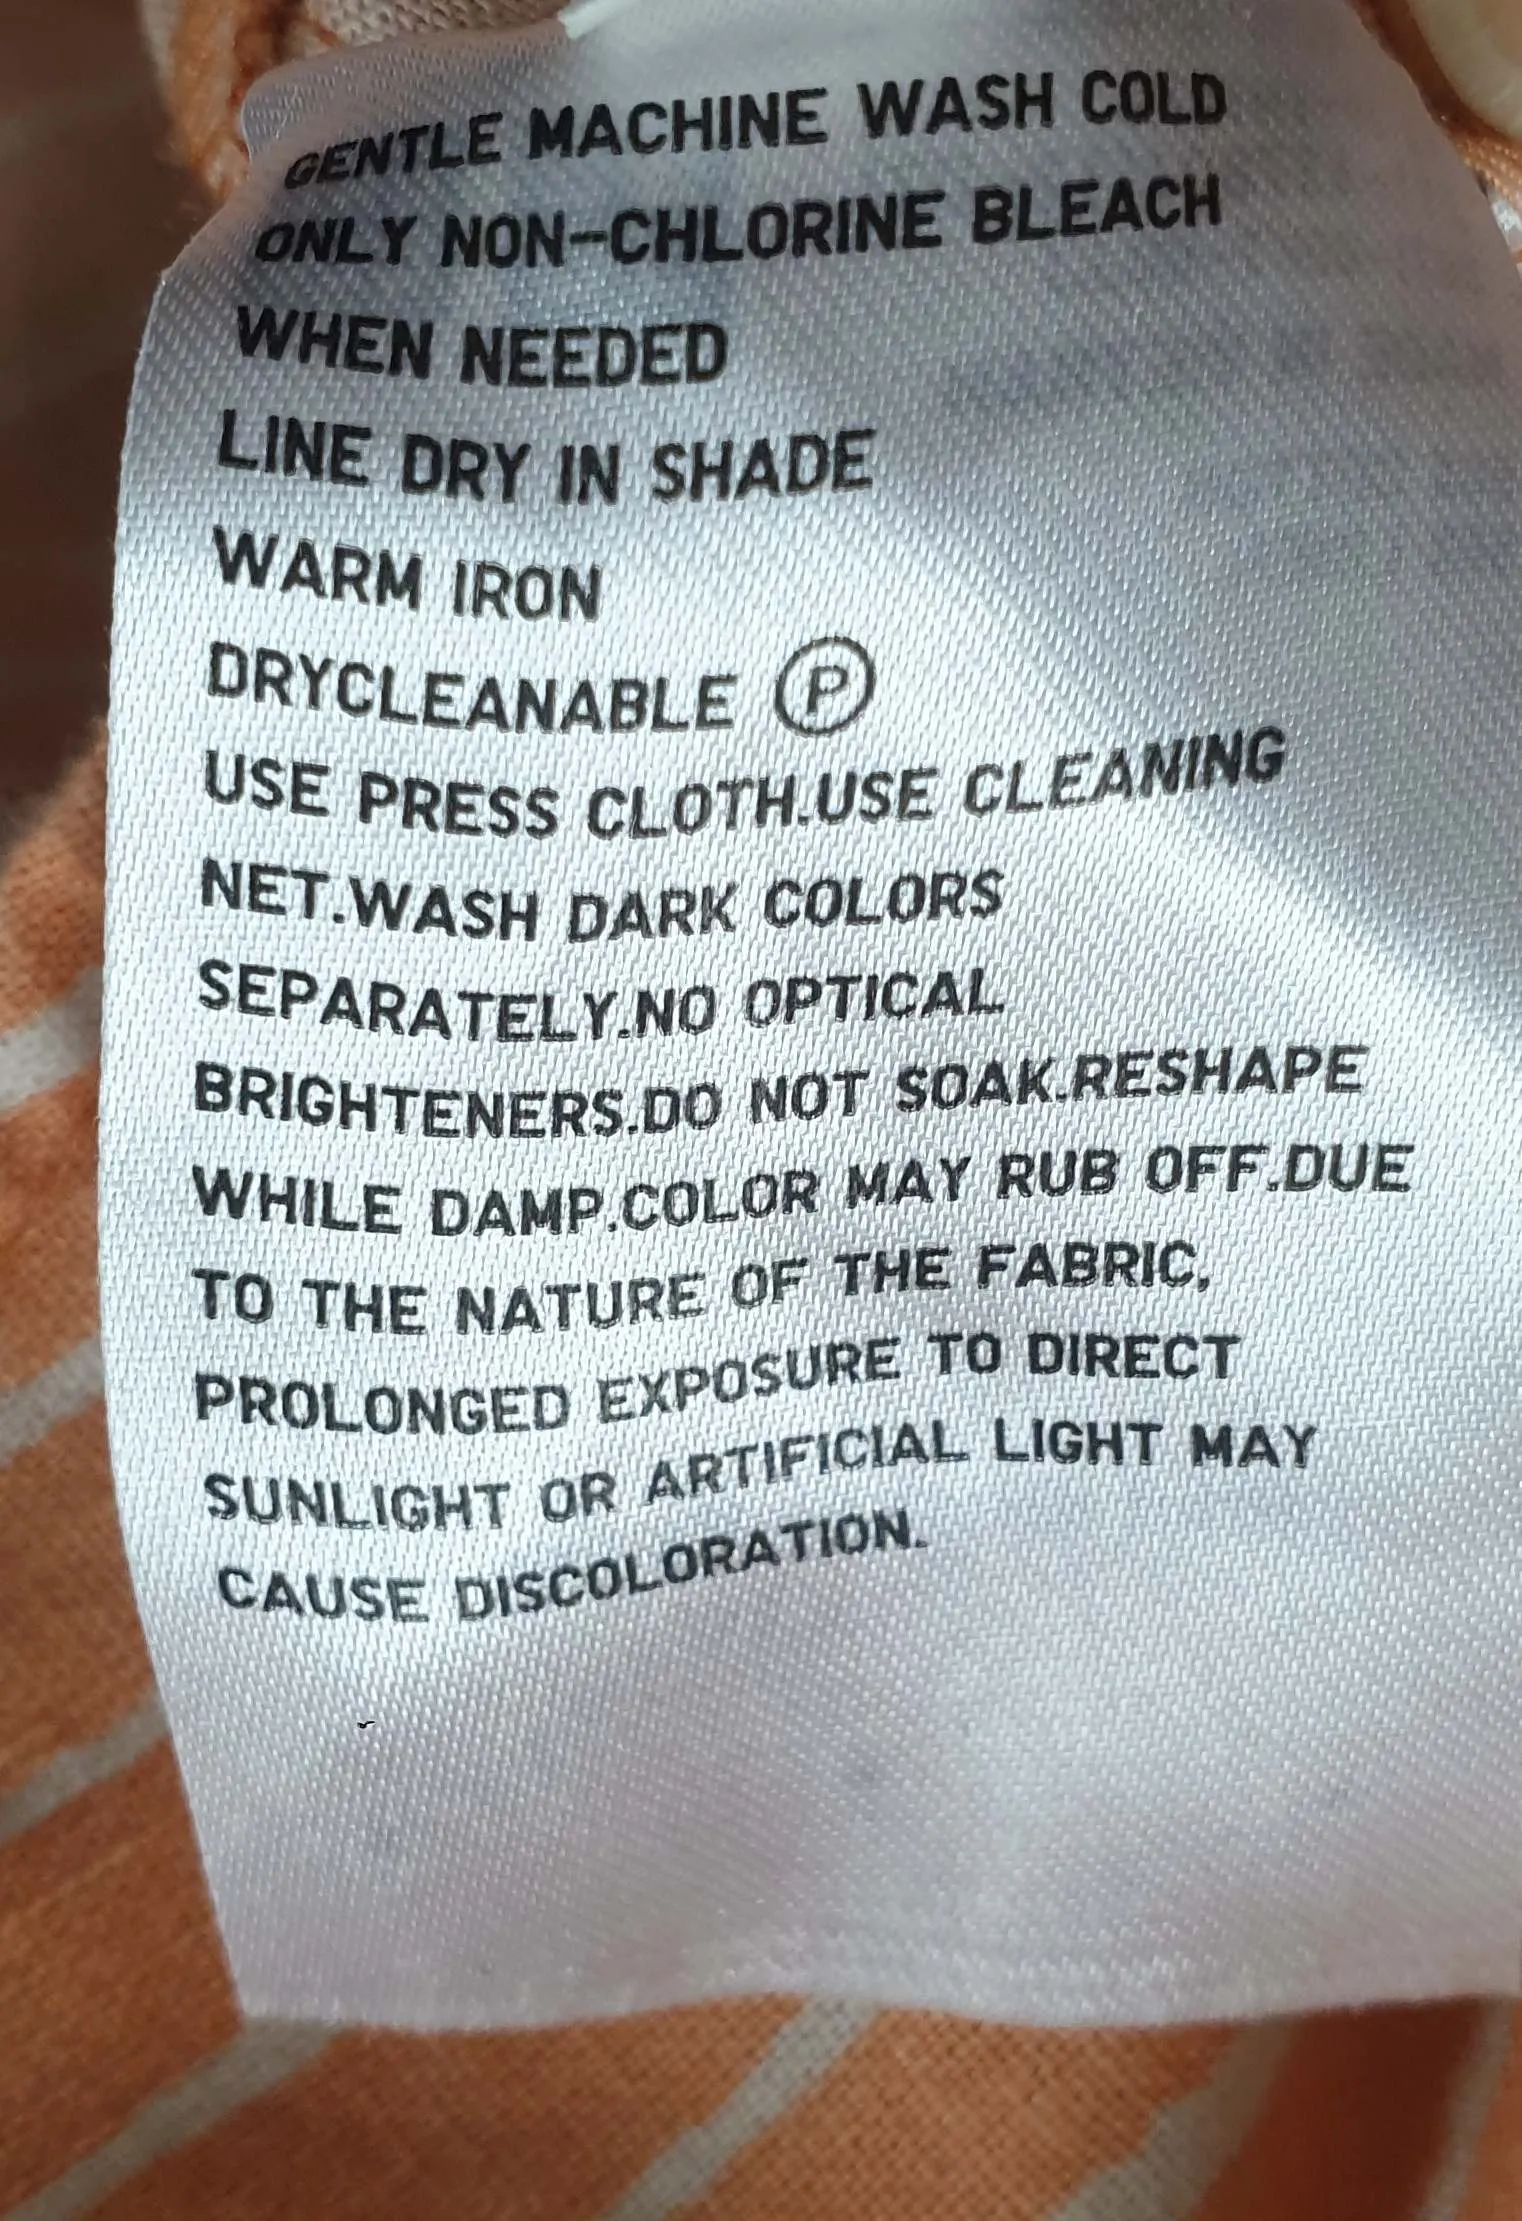 GENTLE MACHINE WASH COLD
ONLY NON-CHLORINE BLEACH
WHEN NEEDED
LINE DRY IN SHADE
WARM IRON
DRYCLEANABLE Ⓟ
USE PRESS CLOTH.USE CLEANING
NET.WASH DARK COLORS
SEPARATELY.NO OPTICAL
BRIGHTENERS.DO NOT SOAK.RESHAPE
WHILE DAMP.COLOR MAY RUB OFF.DUE
TO THE NATURE OF THE FABRIC,
PROLONGED EXPOSURE TO DIRECT
SUNLIGHT OR ARTIFICIAL LIGHT MAY
CAUSE DISCOLORATION.